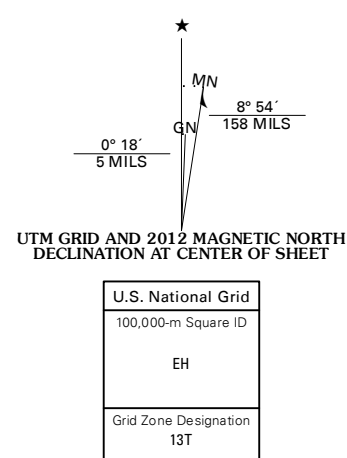 ★
MN
GN
8° 54´
158 MILS
0° 18´
5 MILS
UTM GRID AND 2012 MAGNETIC NORTH
DECLINATION AT CENTER OF SHEET
U.S. National Grid
100,000-m Square ID
EH
Grid Zone Designation
13T